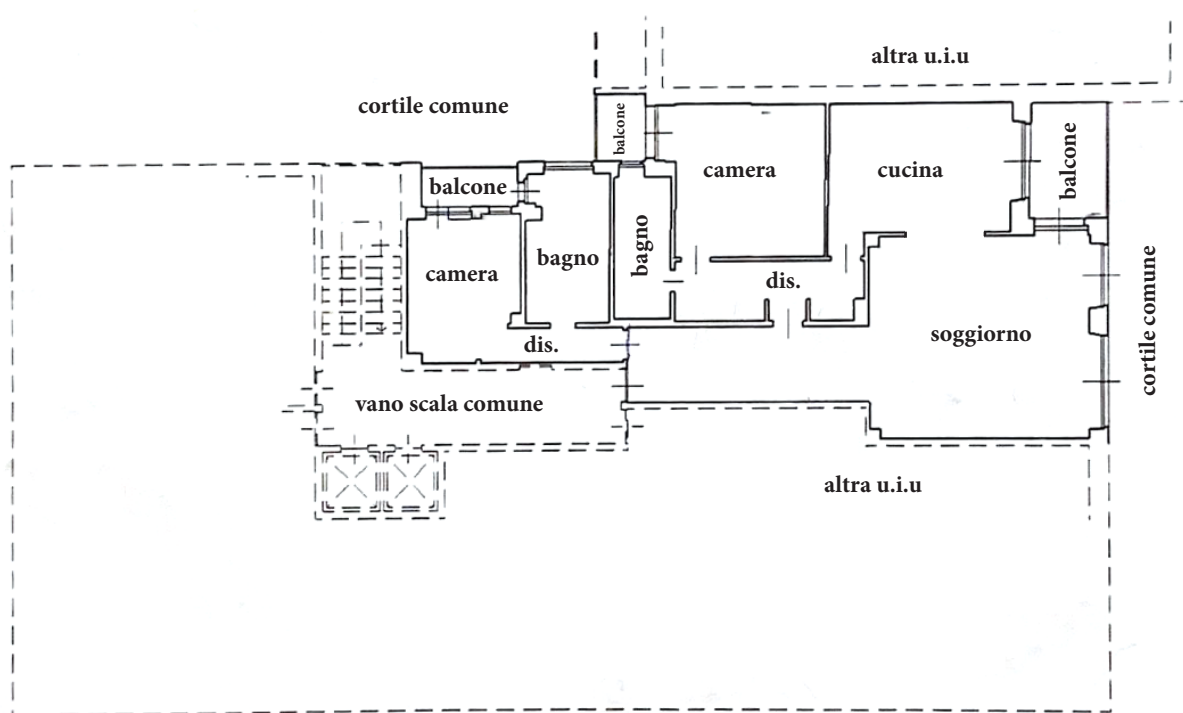 altra u.i.u
cortile comune
balcone
camera
cucina
balcone
balcone
camera
bagno
bagno
dis.
dis.
soggiorno
cortile comune
vano scala comune
altra u.i.u